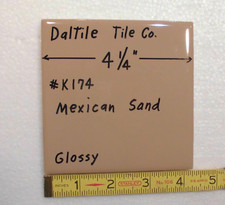 Daltile Tile Co.
4 1/4"
#K174
Mexican Sand
Glossy
1 2 3 4 5